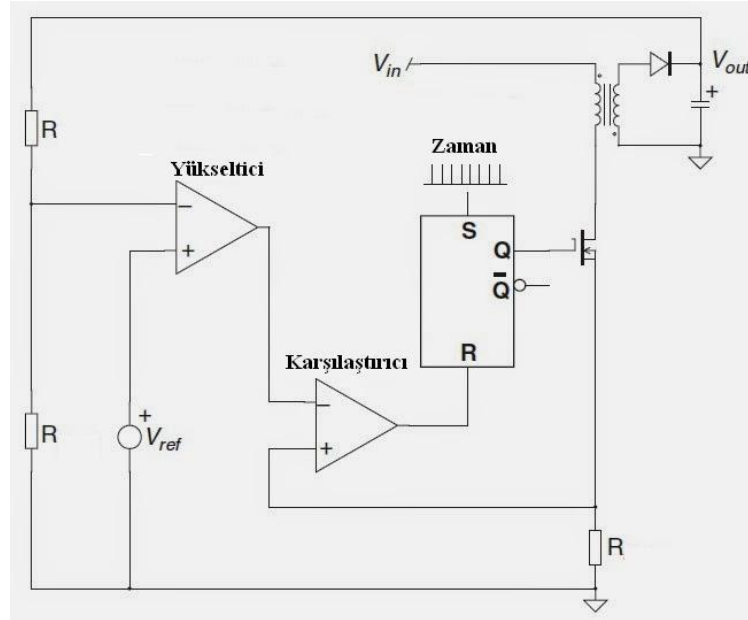 V_in
V_out
+
R
Zaman
Yükseltici
−
+
S
Q
Q̅
R
Karşılaştırıcı
−
+
+
R
V_ref
R